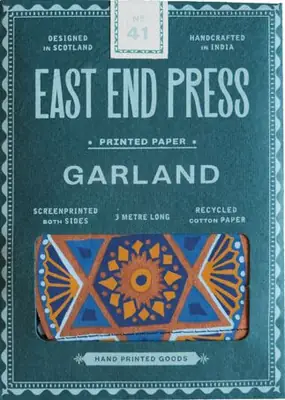 Nº
41
DESIGNED IN SCOTLAND
HANDCRAFTED IN INDIA
EAST END PRESS
PRINTED PAPER
GARLAND
SCREENPRINTED BOTH SIDES
3 METRE LONG
RECYCLED COTTON PAPER
HAND PRINTED GOODS